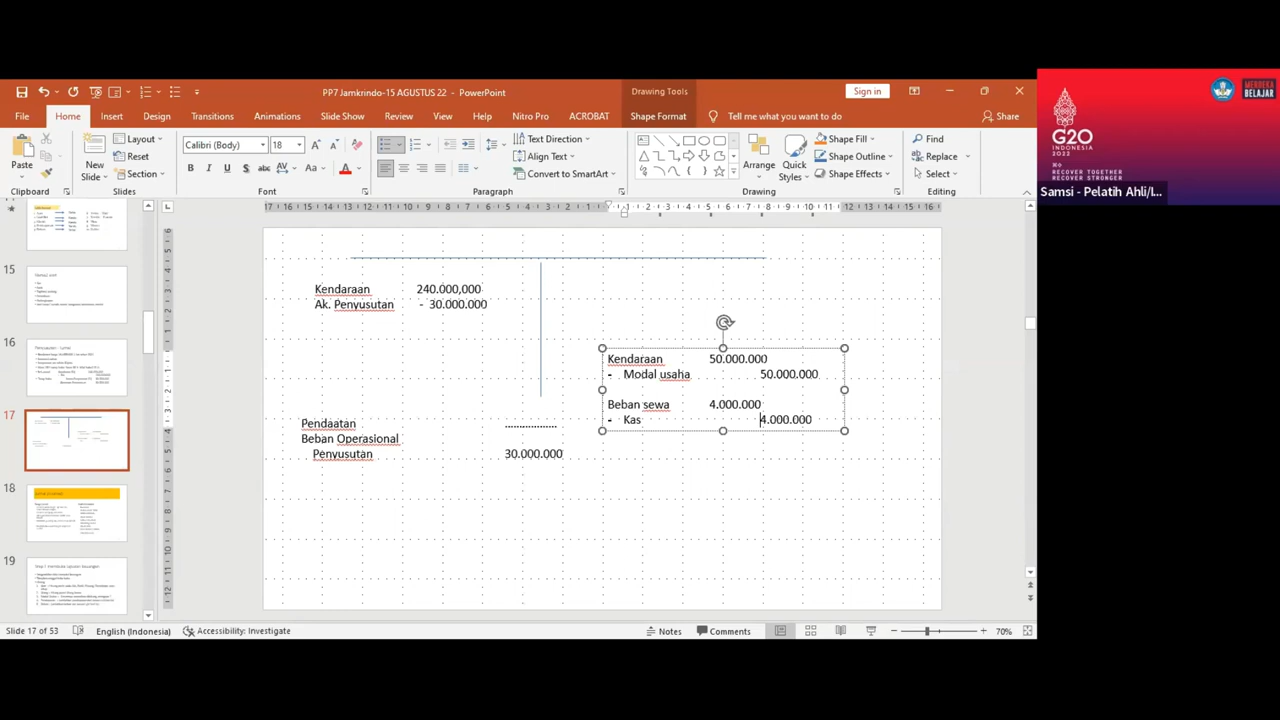 PP7 Jamkrindo-15 AGUSTUS 22 - PowerPoint
Drawing Tools
Sign in
File Home Insert Design Transitions Animations Slide Show Review View Help Nitro Pro ACROBAT Shape Format Tell me what you want to do Share
Paste
Clipboard
New Slide
Layout
Reset
Section
Slides
Calibri (Body) 18
B I U S abc AV Aa A
Font
Text Direction
Align Text
Convert to SmartArt
Paragraph
Arrange
Quick Styles
Shape Fill
Shape Outline
Shape Effects
Drawing
Find
Replace
Select
Editing
G20
INDONESIA
2022
RECOVER TOGETHER
RECOVER STRONGER
MERDEKA
BELAJAR
Samsi - Pelatih Ahli/I...
15
16
17
18
19
Kendaraan 240.000,000
Ak. Penyusutan - 30.000.000
Kendaraan 50.000.000
- Modal usaha 50.000.000
Beban sewa 4.000.000
- Kas 4.000.000
Pendaatan ..................
Beban Operasional
Penyusutan 30.000.000
Slide 17 of 53 English (Indonesia) Accessibility: Investigate Notes Comments 70%